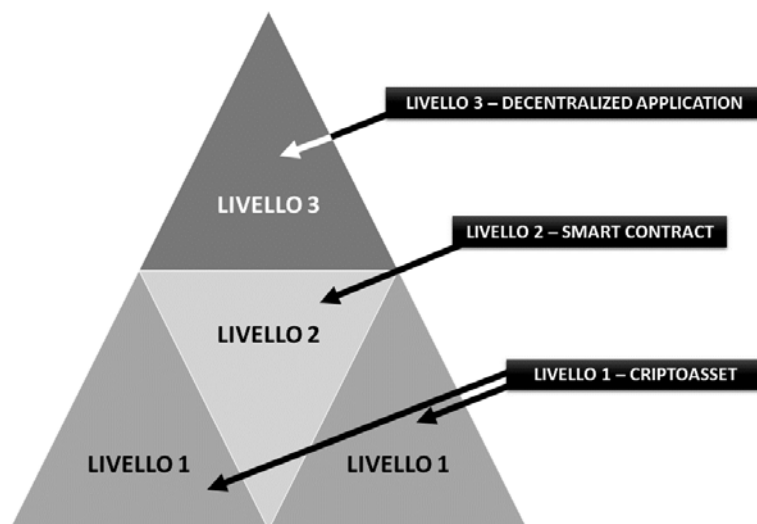 LIVELLO 3 – DECENTRALIZED APPLICATION
LIVELLO 3
LIVELLO 2 – SMART CONTRACT
LIVELLO 2
LIVELLO 1 – CRIPTOASSET
LIVELLO 1
LIVELLO 1